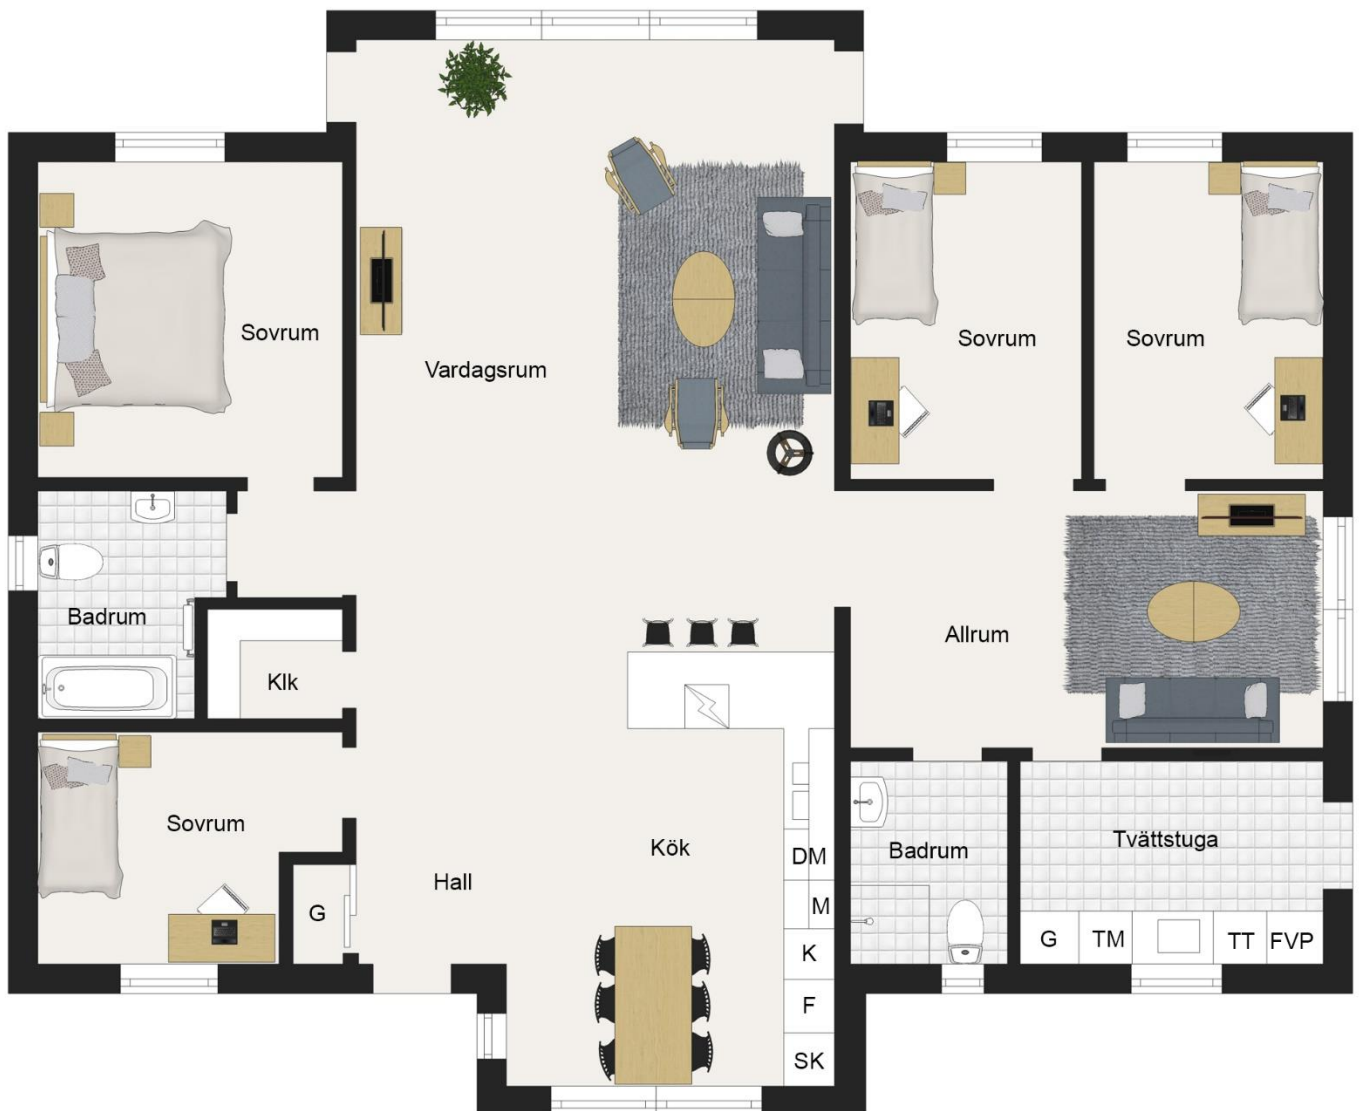 Sovrum
Vardagsrum
Sovrum
Sovrum
Badrum
Klk
Allrum
Sovrum
Hall
G
Kök
DM
M
K
F
SK
Badrum
Tvättstuga
G
TM
TT
FVP